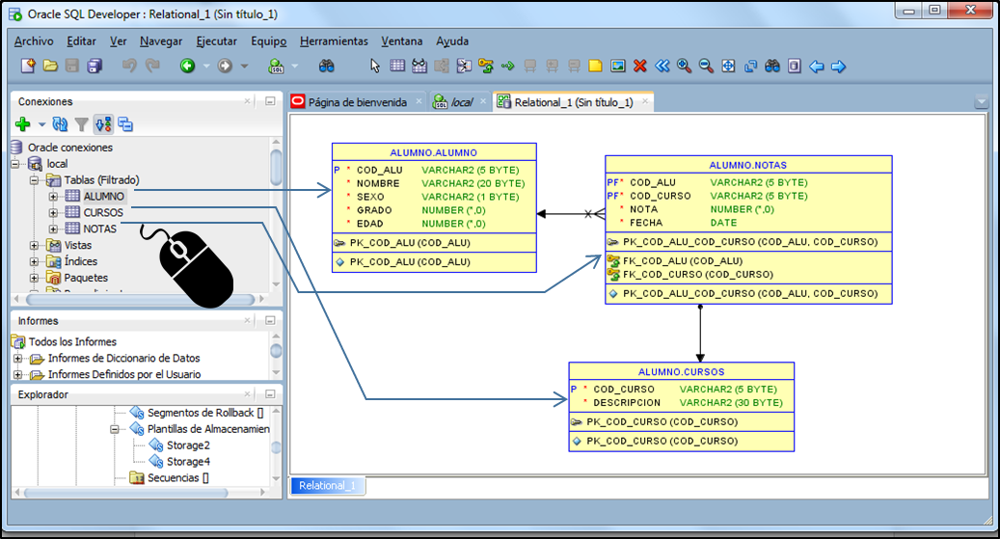 Oracle SQL Developer : Relational_1 (Sin título_1)
Archivo Editar Ver Navegar Ejecutar Equipo Herramientas Ventana Ayuda
SQL
Conexiones
Oracle conexiones
local
Tablas (Filtrado)
ALUMNO
CURSOS
NOTAS
Vistas
Índices
Paquetes
Informes
Todos los Informes
Informes de Diccionario de Datos
Informes Definidos por el Usuario
Explorador
Segmentos de Rollback []
Plantillas de Almacenamien
Storage2
Storage4
Secuencias []
Página de bienvenida
local
Relational_1 (Sin título_1)
ALUMNO.ALUMNO
P * COD_ALU VARCHAR2 (5 BYTE)
* NOMBRE VARCHAR2 (20 BYTE)
* SEXO VARCHAR2 (1 BYTE)
* GRADO NUMBER (*,0)
* EDAD NUMBER (*,0)
PK_COD_ALU (COD_ALU)
PK_COD_ALU (COD_ALU)
ALUMNO.NOTAS
PF* COD_ALU VARCHAR2 (5 BYTE)
PF* COD_CURSO VARCHAR2 (5 BYTE)
* NOTA NUMBER (*,0)
* FECHA DATE
PK_COD_ALU_COD_CURSO (COD_ALU, COD_CURSO)
FK_COD_ALU (COD_ALU)
FK_COD_CURSO (COD_CURSO)
PK_COD_ALU_COD_CURSO (COD_ALU, COD_CURSO)
ALUMNO.CURSOS
P * COD_CURSO VARCHAR2 (5 BYTE)
* DESCRIPCION VARCHAR2 (30 BYTE)
PK_COD_CURSO (COD_CURSO)
PK_COD_CURSO (COD_CURSO)
Relational_1